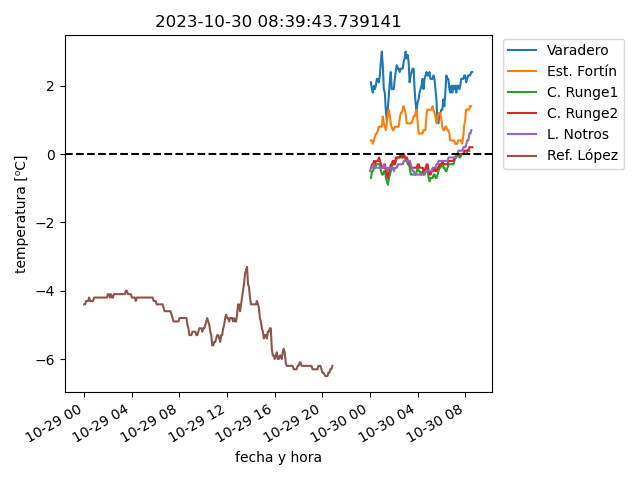 2023-10-30 08:39:43.739141
temperatura [ºC]
2
0
−2
−4
−6
10-29 00
10-29 04
10-29 08
10-29 12
10-29 16
10-29 20
10-30 00
10-30 04
10-30 08
fecha y hora
Varadero
Est. Fortín
C. Runge1
C. Runge2
L. Notros
Ref. López